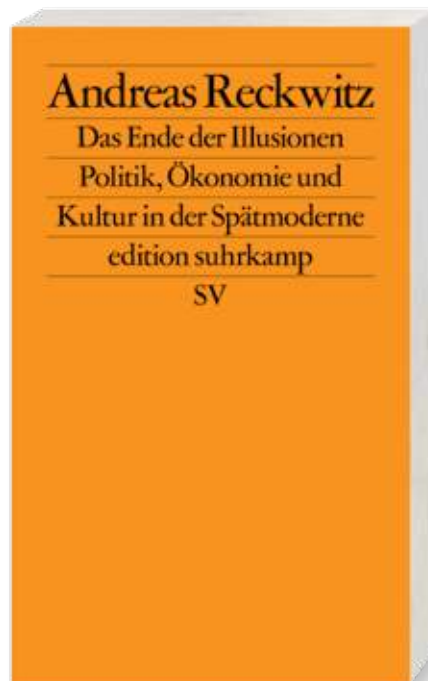 Andreas Reckwitz
Das Ende der Illusionen
Politik, Ökonomie und
Kultur in der Spätmoderne
edition suhrkamp
SV